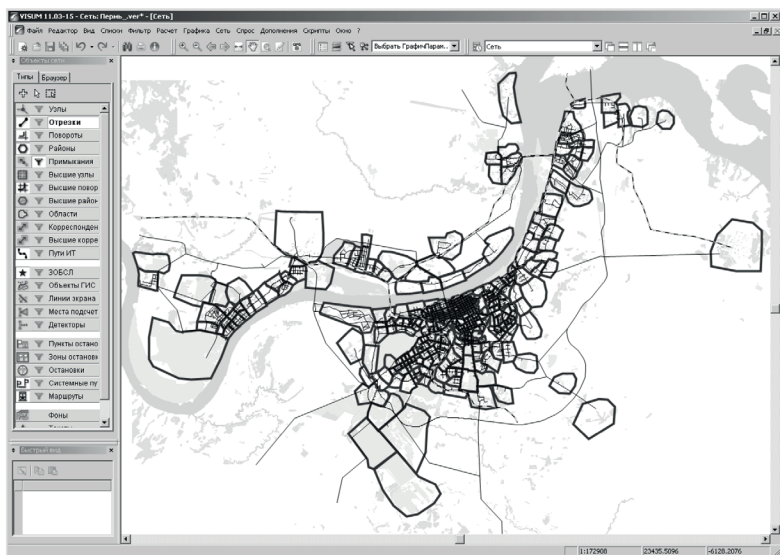 VISUM 11.03-15 - Сеть: Пермь_.ver* - [Сеть]
Файл Редактор Вид Списки Фильтр Расчет Графика Сеть Спрос Дополнения Скрипты Окно ?
Выбрать ГрафичПарам... Сеть
Объекты сети
Типы Браузер
Узлы
Отрезки
Повороты
Районы
Примыкания
Высшие узлы
Высшие повор
Высшие район
Области
Корреспонден
Высшие корре
Пути ИТ
ЗОБСЛ
Объекты ГИС
Линии экрана
Места подсчет
Детекторы
Пункты остано
Зоны останов
Остановки
Системные пу
Маршруты
Фоны
Быстрый вид
1:172908 23435.5096 -6128.2076